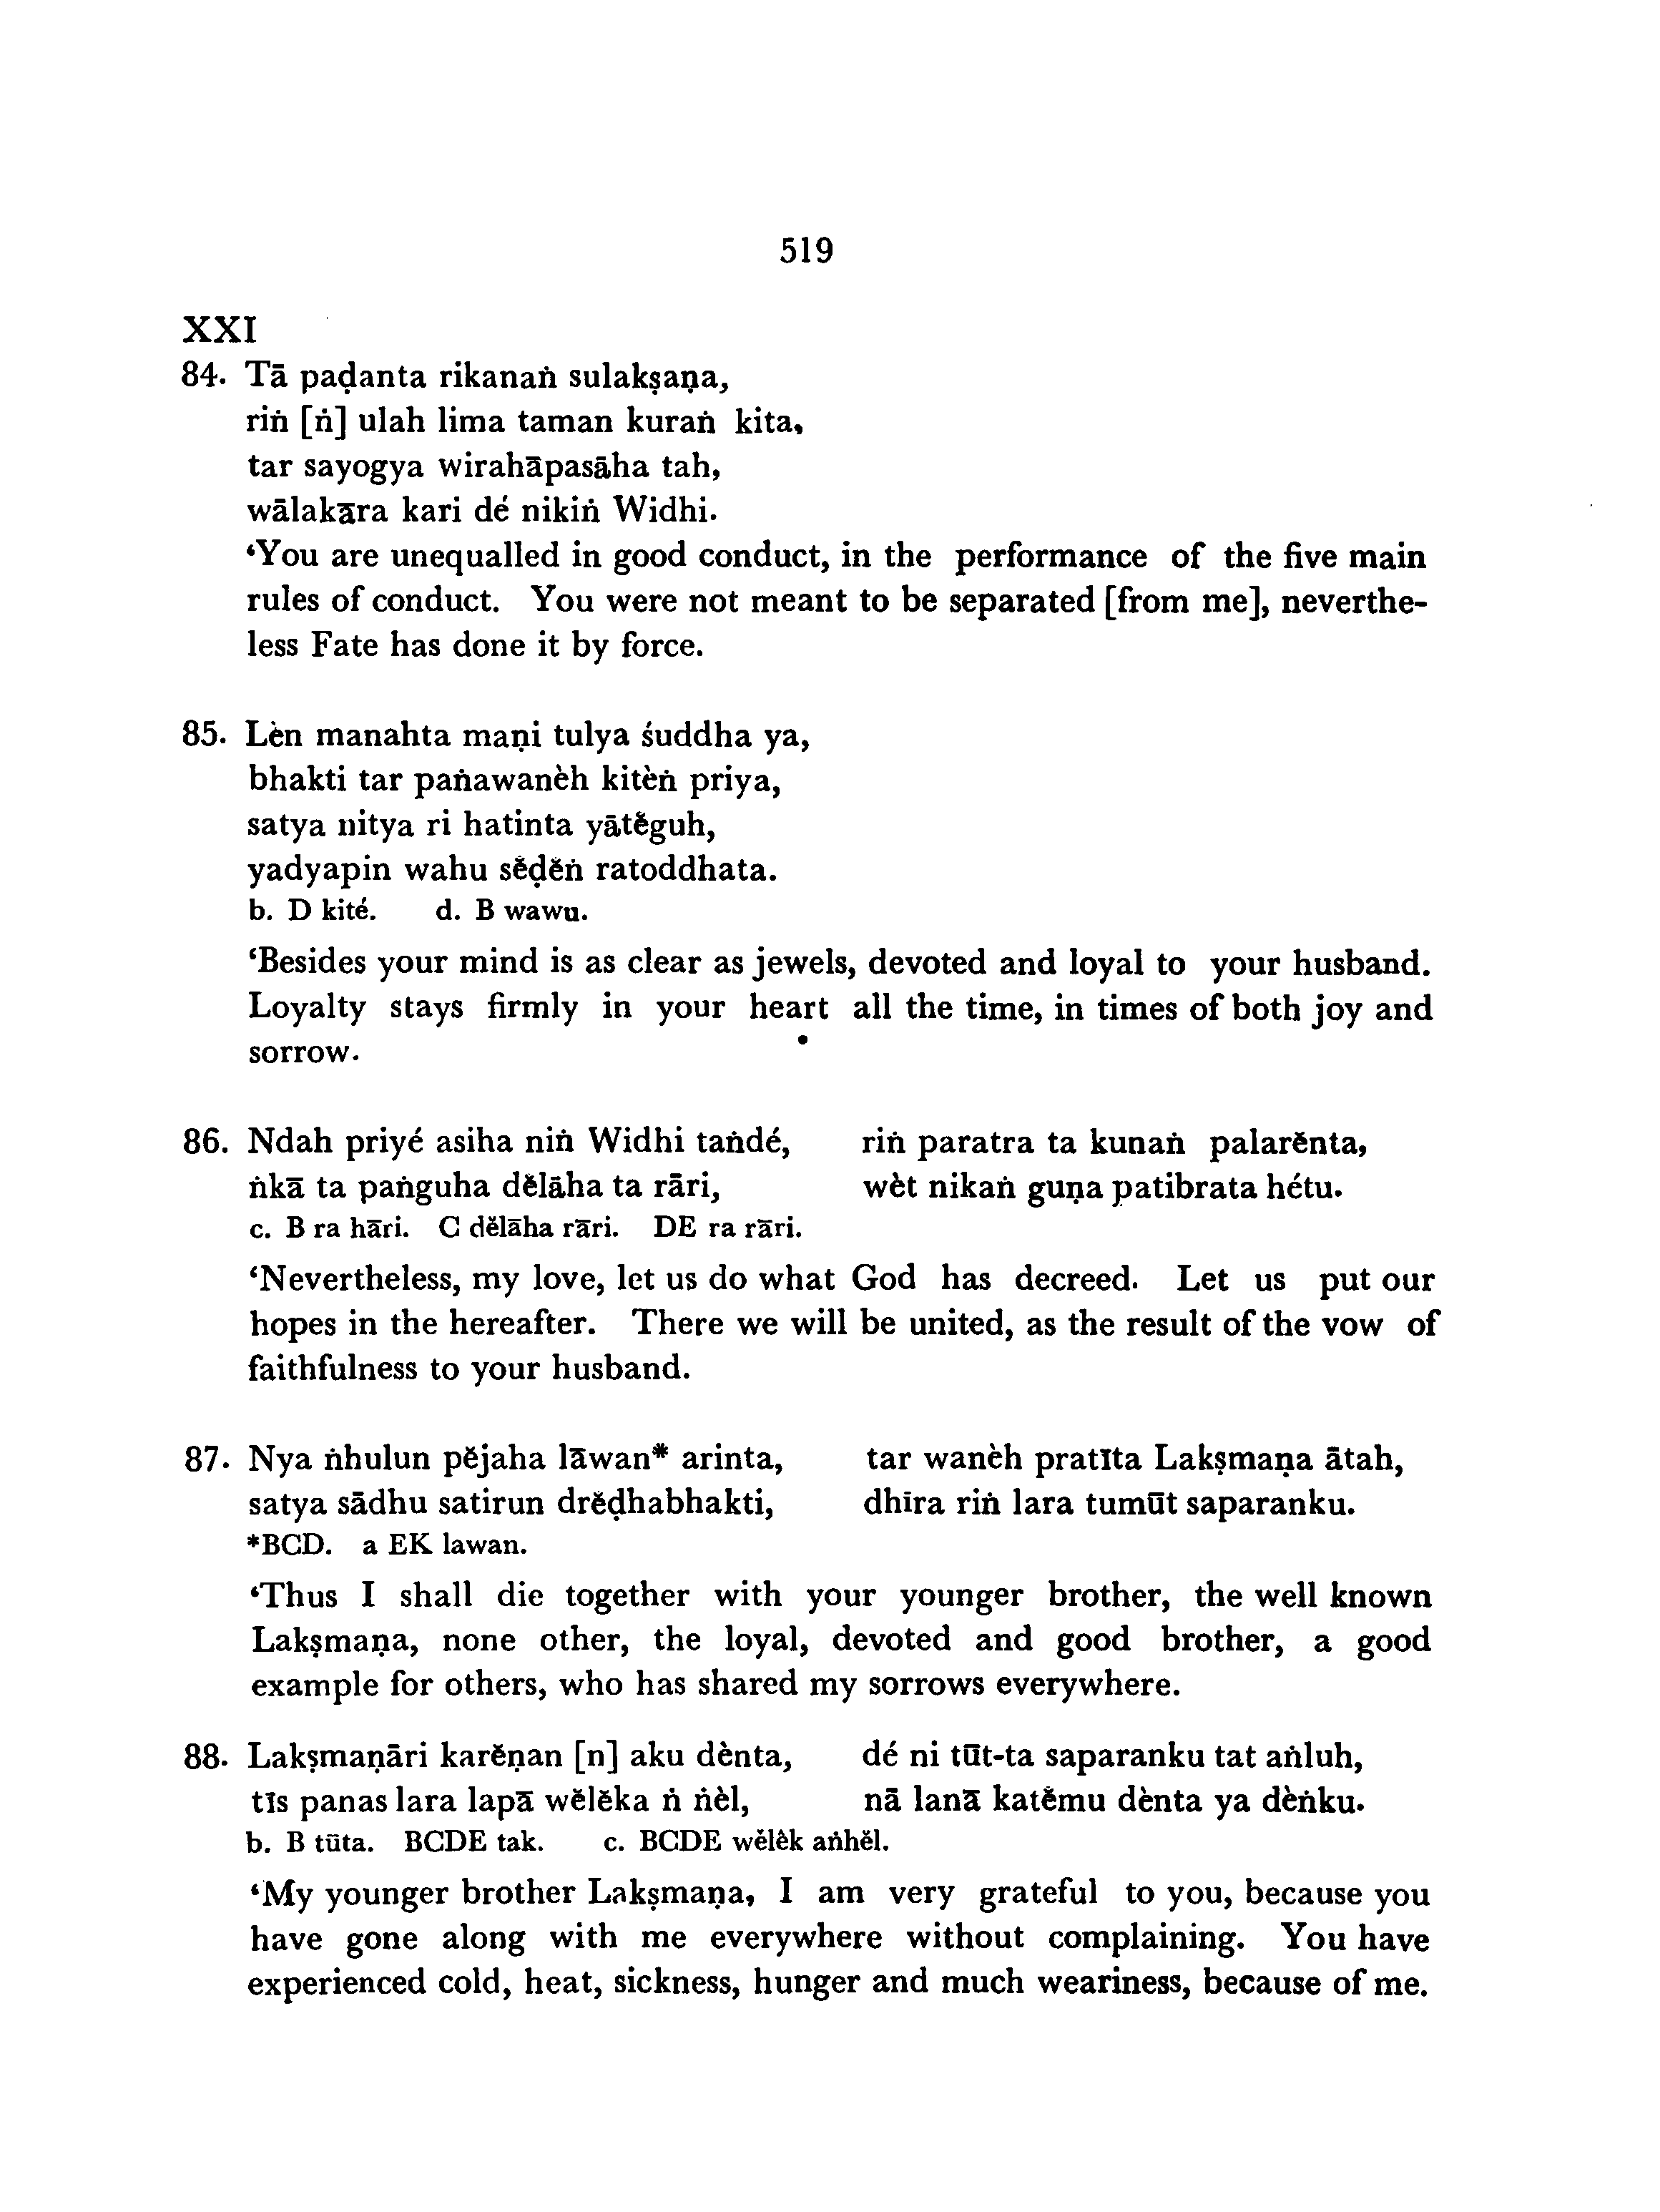 519
XXI
84. Tā paḍanta rikanaṅ sulakṣaṇa,
riṅ [ṅ] ulah lima taman kuraṅ kita,
tar sayogya wirahāpasāha tah,
wālakāra kari dé nikiṅ Widhi.
‘You are unequalled in good conduct, in the performance of the five main
rules of conduct. You were not meant to be separated [from me], neverthe-
less Fate has done it by force.
85. Lèn manahta maṇi tulya śuddha ya,
bhakti tar paṅawanèh kitèṅ priya,
satya nitya ri hatinta yātĕguh,
yadyapin wahu sĕḍĕṅ ratoddhata.
b. D kité. d. B wawu.
‘Besides your mind is as clear as jewels, devoted and loyal to your husband.
Loyalty stays firmly in your heart all the time, in times of both joy and
sorrow.
86. Ndah priyé asiha niṅ Widhi taṅdé, riṅ paratra ta kunaṅ palarĕnta,
ṅkā ta paṅguha dĕlāha ta rāri, wèt nikaṅ guṇa patibrata hétu.
c. B ra hāri. C dĕlāha rāri. DE ra rāri.
‘Nevertheless, my love, let us do what God has decreed. Let us put our
hopes in the hereafter. There we will be united, as the result of the vow of
faithfulness to your husband.
87. Nya ṅhulun pĕjaha lāwan* arinta, tar wanèh pratīta Lakṣmaṇa ātah,
satya sādhu satirun drĕḍhabhakti, dhīra riṅ lara tumūt saparanku.
*BCD. a EK lawan.
‘Thus I shall die together with your younger brother, the well known
Lakṣmaṇa, none other, the loyal, devoted and good brother, a good
example for others, who has shared my sorrows everywhere.
88. Lakṣmaṇāri karĕṇan [n] aku dènta, dé ni tūt-ta saparanku tat aṅluh,
tīs panas lara lapā wĕlĕka ṅ ṅèl, nā lanā katĕmu dènta ya dèṅku.
b. B tūta. BCDE tak. c. BCDE wĕlĕk aṅhĕl.
‘My younger brother Lakṣmaṇa, I am very grateful to you, because you
have gone along with me everywhere without complaining. You have
experienced cold, heat, sickness, hunger and much weariness, because of me.